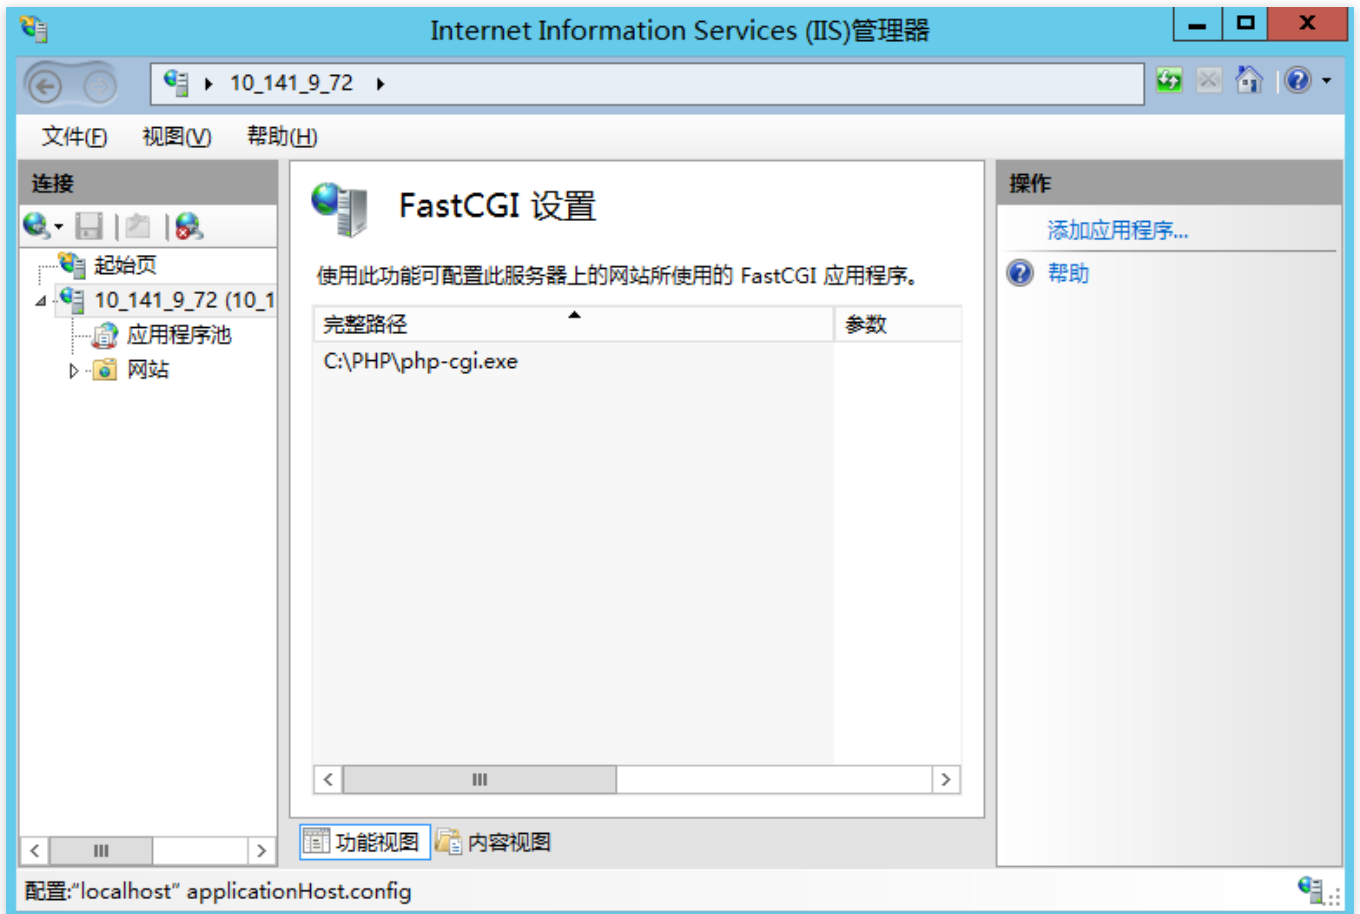 Internet Information Services (IIS)管理器
10_141_9_72
文件(F) 视图(V) 帮助(H)
连接
起始页
10_141_9_72 (10_1
应用程序池
网站
FastCGI 设置
使用此功能可配置此服务器上的网站所使用的 FastCGI 应用程序。
完整路径 参数
C:\PHP\php-cgi.exe
功能视图 内容视图
操作
添加应用程序...
帮助
配置:"localhost" applicationHost.config